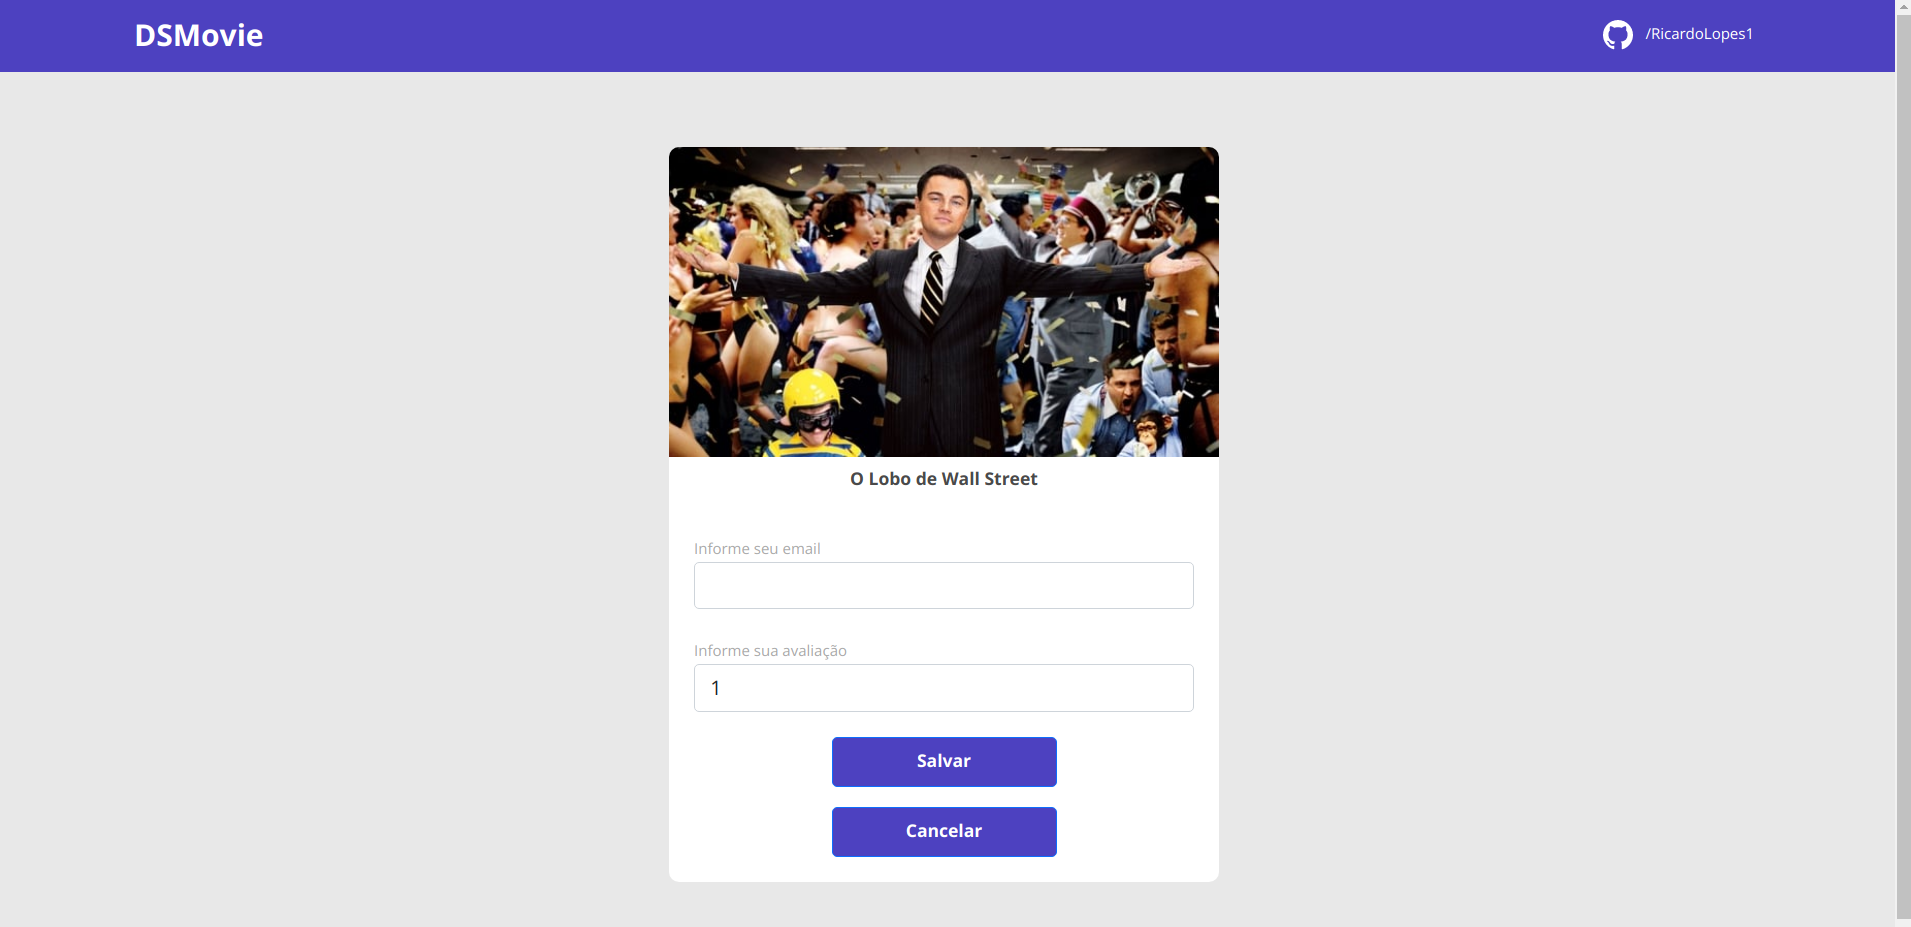 DSMovie
/RicardoLopes1
O Lobo de Wall Street
Informe seu email
Informe sua avaliação
1
Salvar
Cancelar